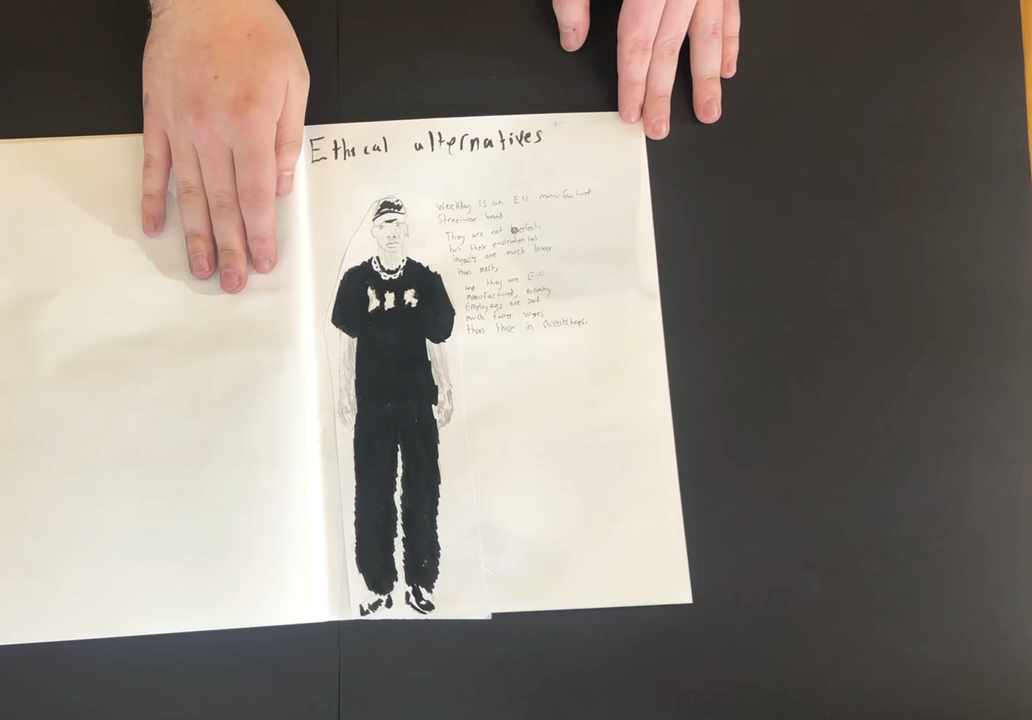 Ethical alternatives
Weekday is an EU manufactured
Streetwear brand.
They are not perfect
but their enviromental
impacts are much lower
than most,
and they are EU
manufactured, meaning
Employees are paid
much fairer wages
than those in sweatshops.